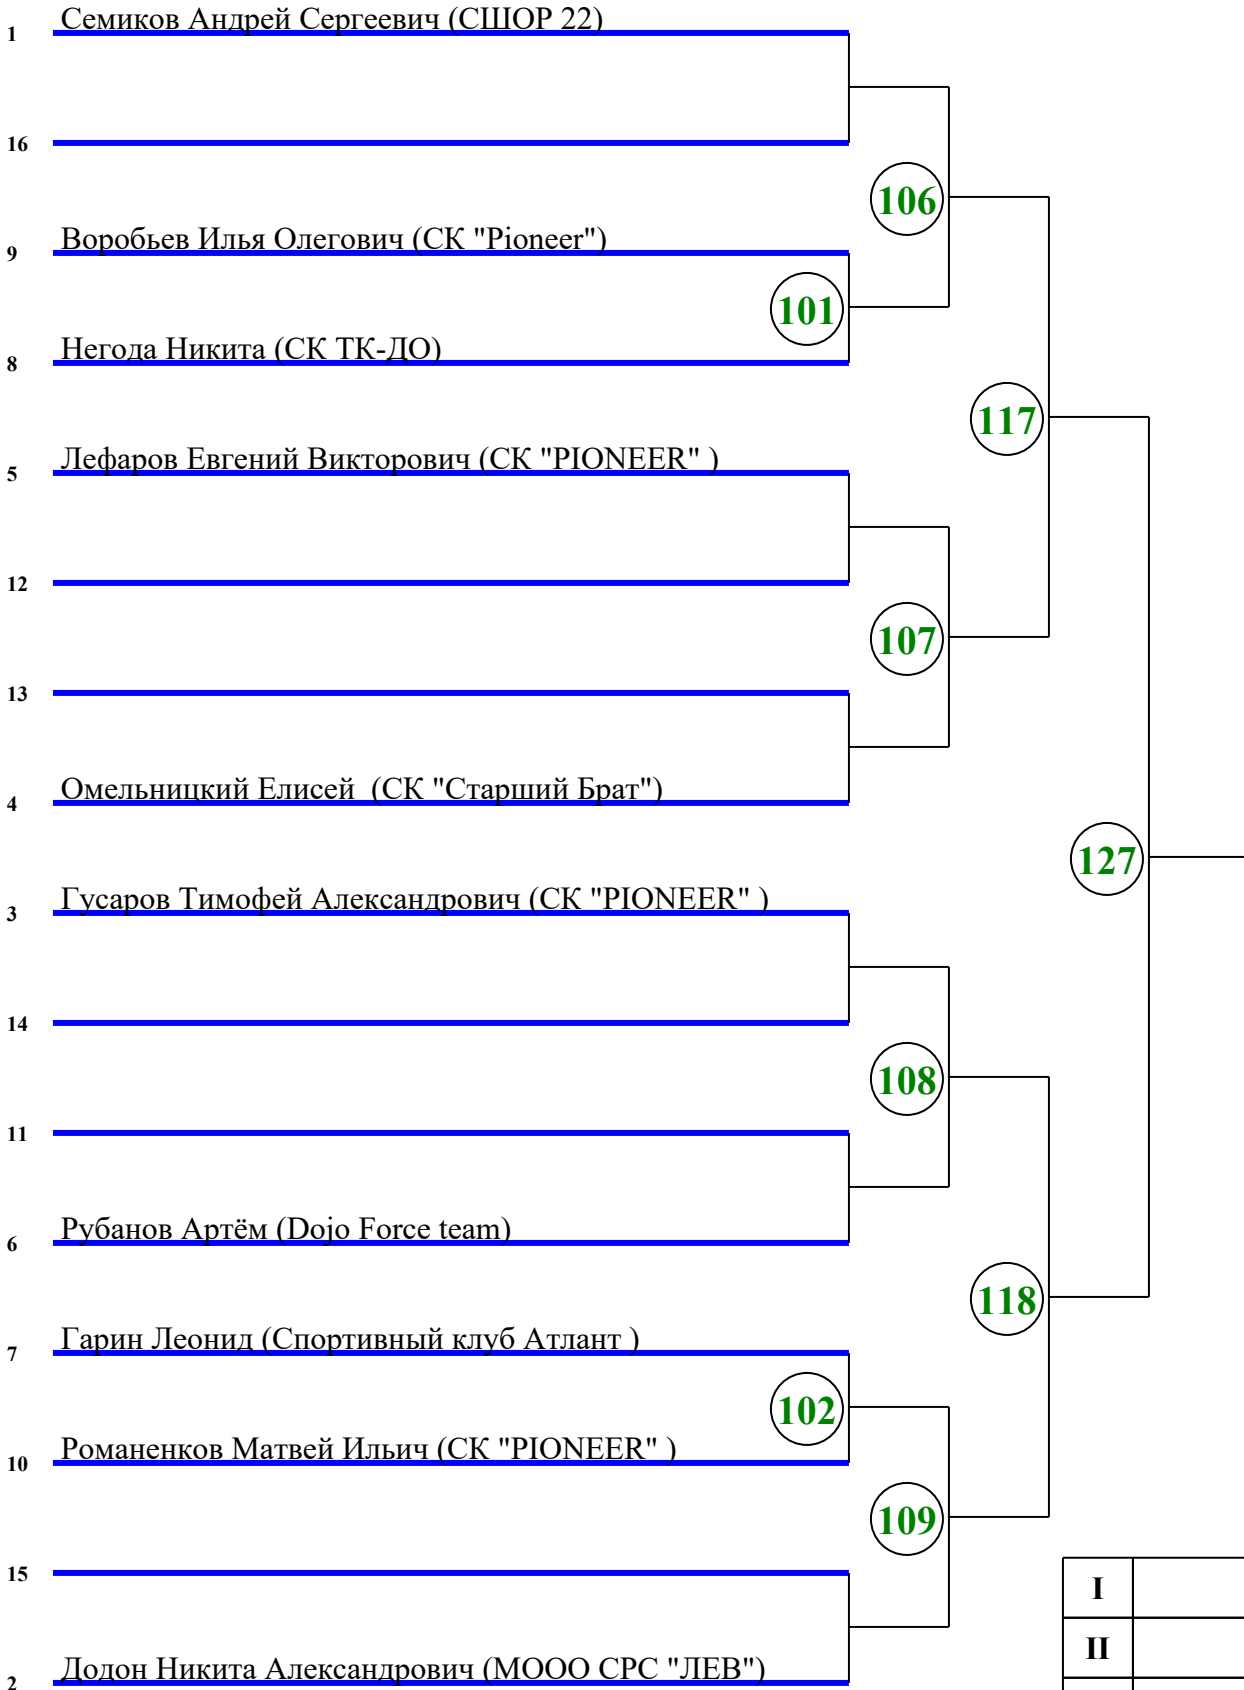 1 Семиков Андрей Сергеевич (СШОР 22)
16
106
9 Воробьев Илья Олегович (СК "Pioneer")
101
8 Негода Никита (СК ТК-ДО)
117
5 Лефаров Евгений Викторович (СК "PIONEER" )
12
107
13
4 Омельницкий Елисей (СК "Старший Брат")
127
3 Гусаров Тимофей Александрович (СК "PIONEER" )
14
108
11
6 Рубанов Артём (Dojo Force team)
118
7 Гарин Леонид (Спортивный клуб Атлант )
102
10 Романенков Матвей Ильич (СК "PIONEER" )
109
15
I
II
2 Додон Никита Александрович (МООО СРС "ЛЕВ")